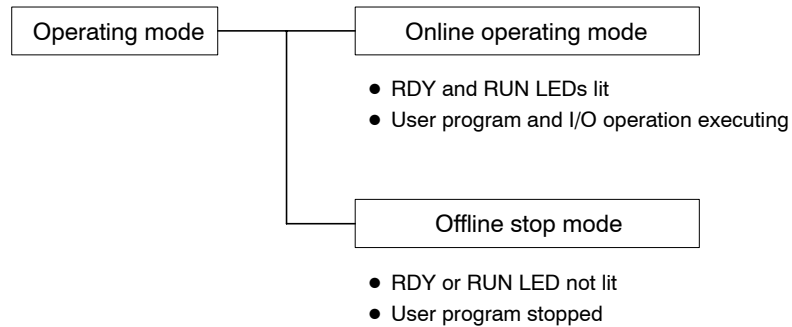 Operating mode
Online operating mode
● RDY and RUN LEDs lit
● User program and I/O operation executing
Offline stop mode
● RDY or RUN LED not lit
● User program stopped